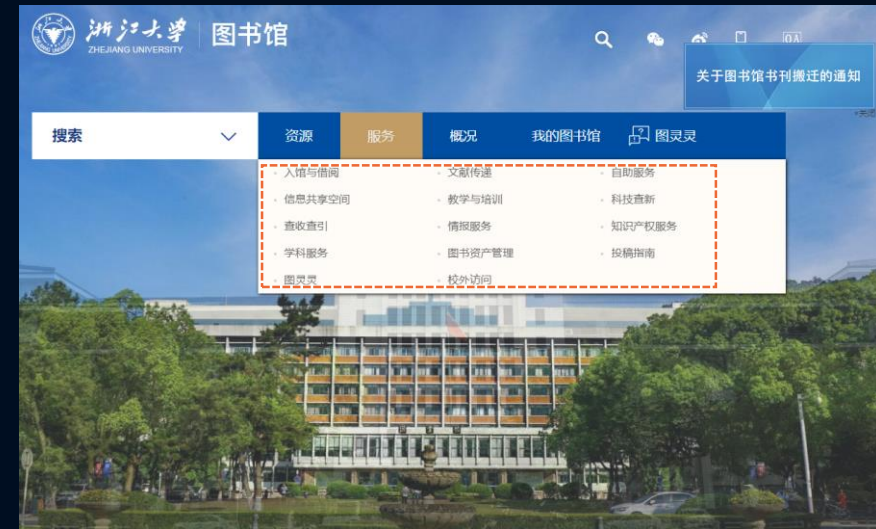 浙江大学 图书馆
ZHEJIANG UNIVERSITY
关于图书馆书刊搬迁的通知
搜索 资源 服务 概况 我的图书馆 图灵灵
入馆与借阅 文献传递 自助服务
信息共享空间 教学与培训 科技查新
查收查引 情报服务 知识产权服务
学科服务 图书资产管理 投稿指南
图灵灵 校外访问